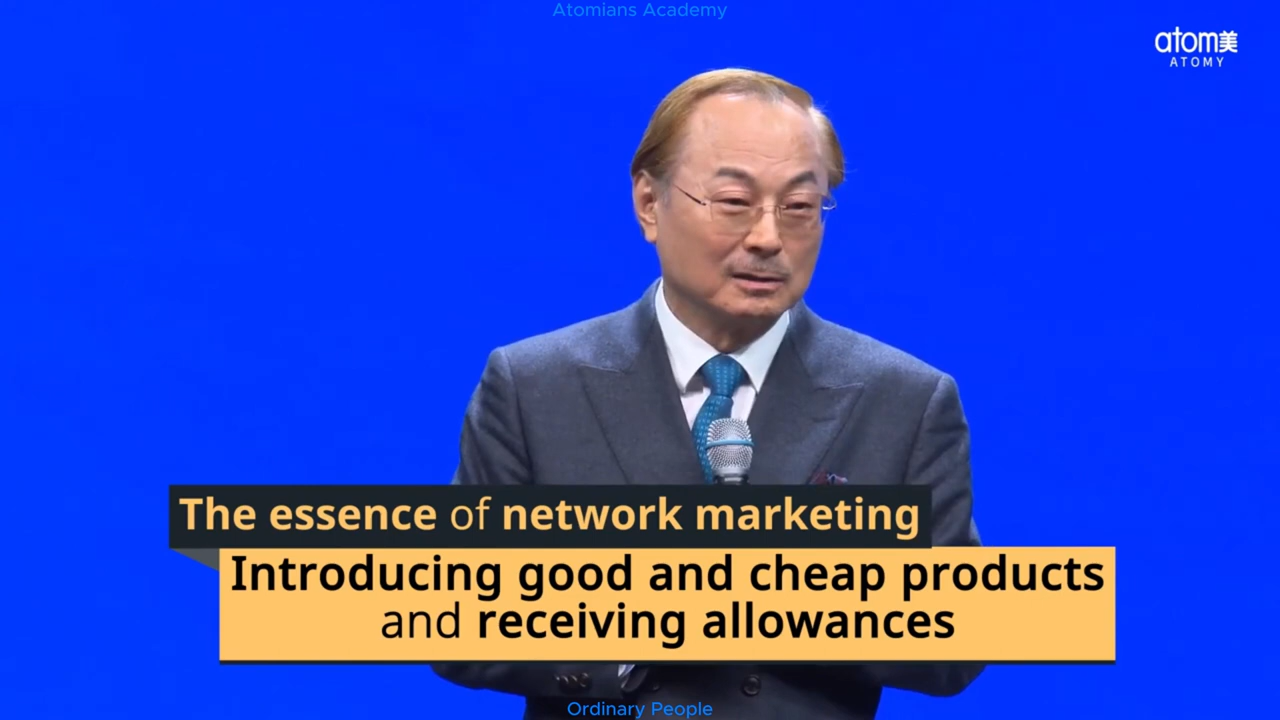 Atomians Academy
atom美
ATOMY
The essence of network marketing
Introducing good and cheap products
and receiving allowances
Ordinary People